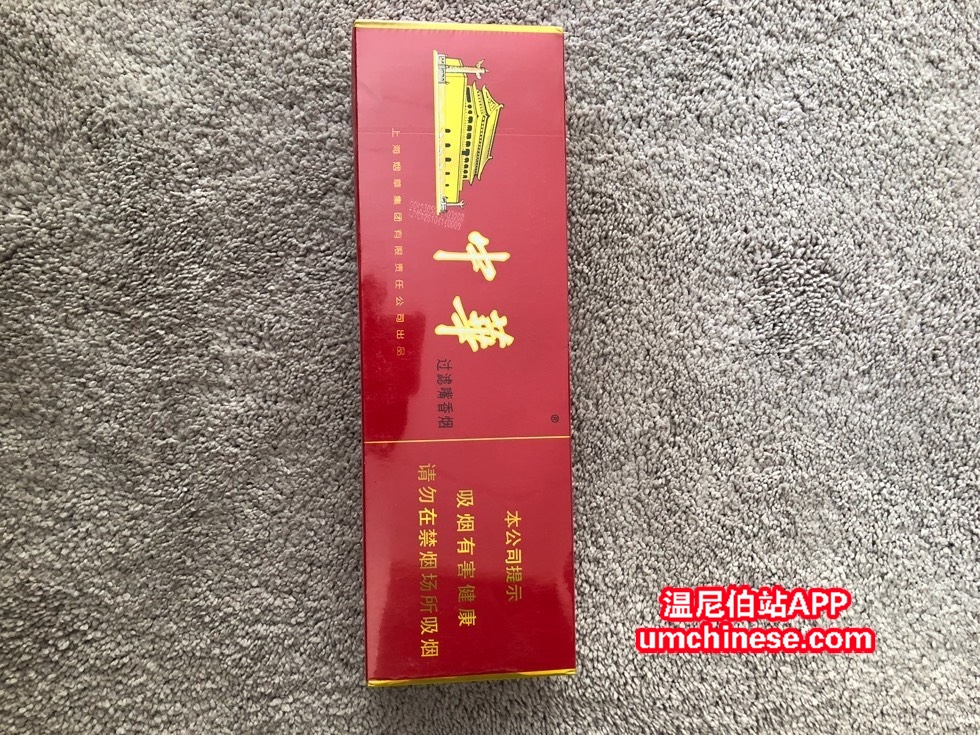 中華
过滤嘴香烟
®
上海烟草集团有限责任公司出品
本公司提示
吸烟有害健康
请勿在禁烟场所吸烟
温尼伯站APP
umchinese.com